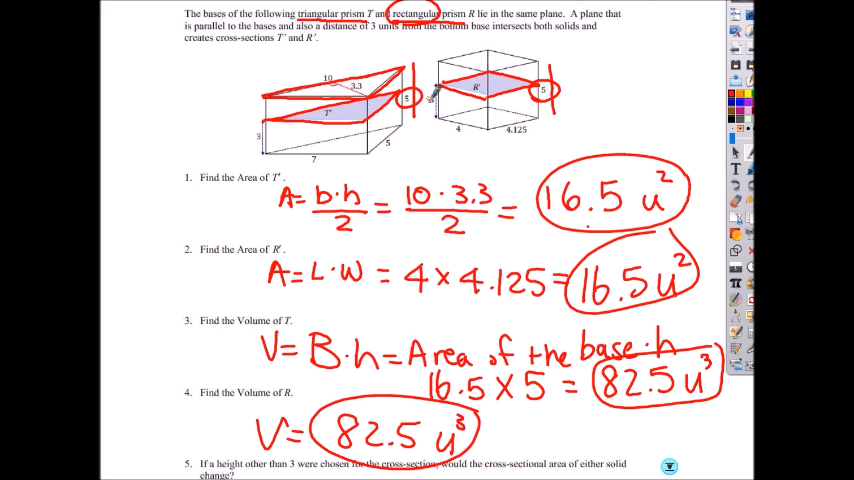 The bases of the following triangular prism T and rectangular prism R lie in the same plane. A plane that
is parallel to the bases and also a distance of 3 units from the bottom base intersects both solids and
creates cross-sections T' and R'.
10
3.3
5
T'
3
5
7
R'
5
4
4.125
1. Find the Area of T'.
A = b·h/2 = 10·3.3/2 = 16.5 u²
2. Find the Area of R'.
A = L·W = 4 × 4.125 = 16.5 u²
3. Find the Volume of T.
V = B·h = Area of the base·h
16.5 × 5 = 82.5 u³
4. Find the Volume of R.
V = 82.5 u³
5. If a height other than 3 were chosen for the cross-section, would the cross-sectional area of either solid
change?